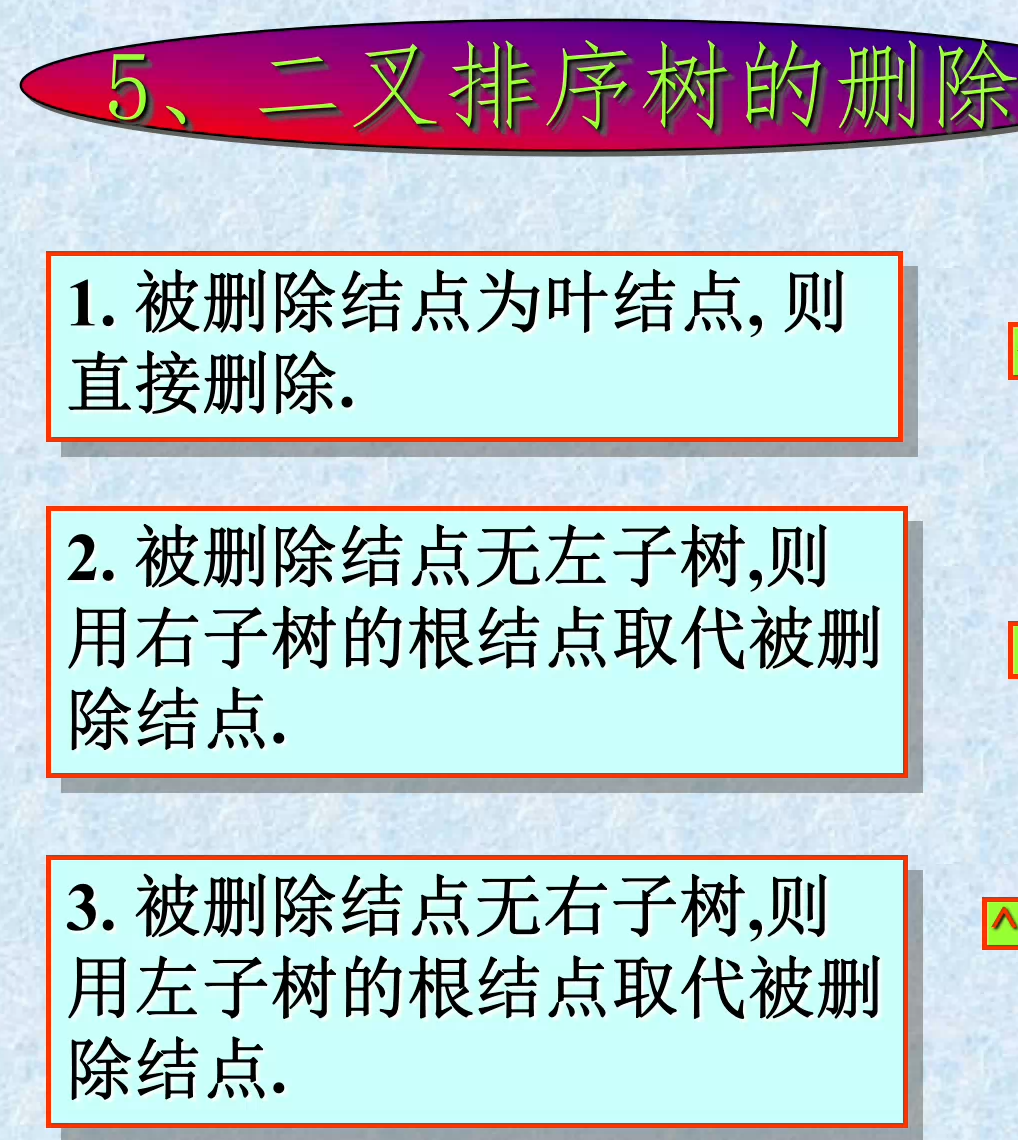 5、二叉排序树的删除
1. 被删除结点为叶结点, 则
直接删除.
2. 被删除结点无左子树,则
用右子树的根结点取代被删
除结点.
3. 被删除结点无右子树,则
^
用左子树的根结点取代被删
除结点.